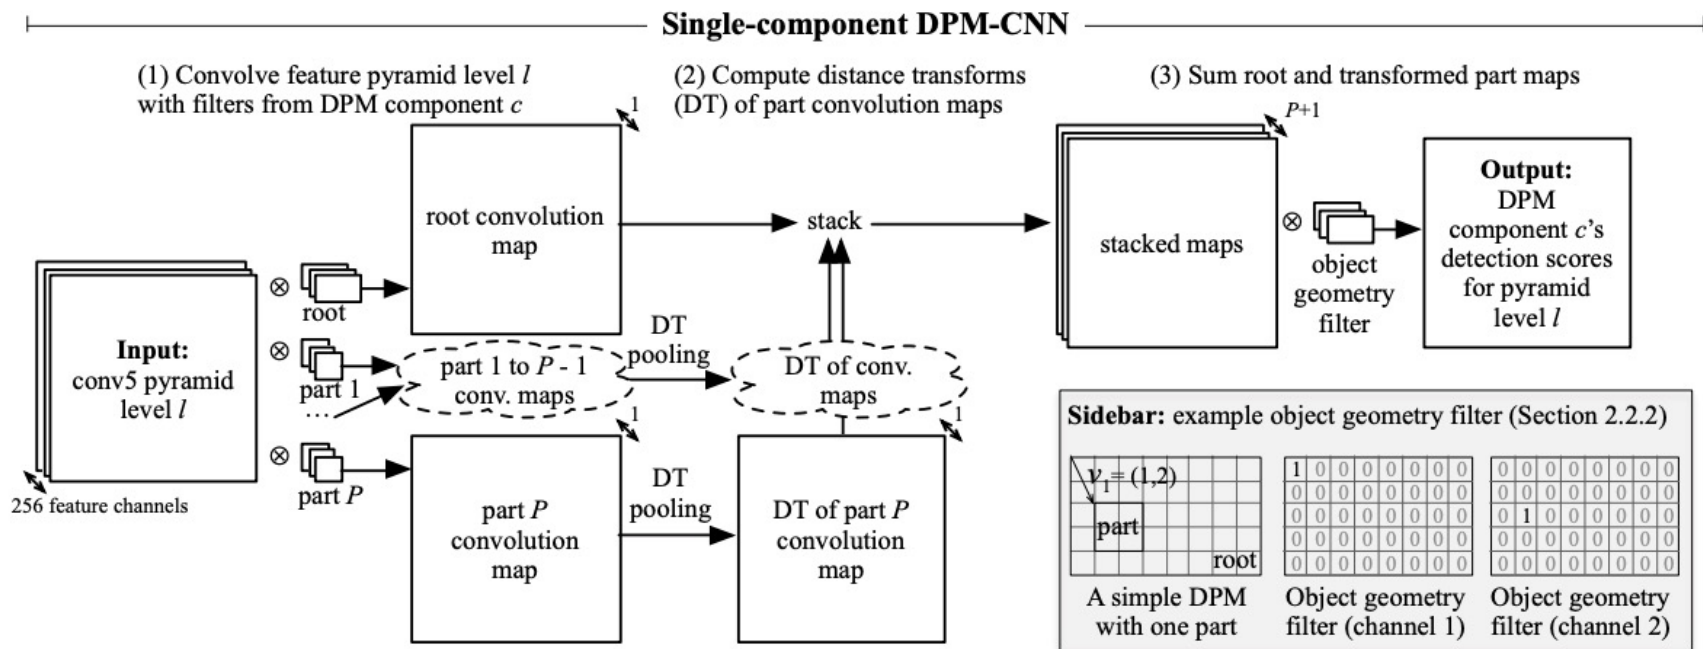 Single-component DPM-CNN
(1) Convolve feature pyramid level l
with filters from DPM component c
(2) Compute distance transforms
(DT) of part convolution maps
(3) Sum root and transformed part maps
1
root convolution
map
stack
P+1
stacked maps
⊗
object
geometry
filter
Output:
DPM
component c's
detection scores
for pyramid
level l
Input:
conv5 pyramid
level l
256 feature channels
⊗
root
⊗
part 1
...
⊗
part P
part 1 to P - 1
conv. maps
DT
pooling
DT of conv.
maps
1
part P
convolution
map
DT
pooling
1
DT of part P
convolution
map
Sidebar: example object geometry filter (Section 2.2.2)
v1= (1,2)
part
root
A simple DPM
with one part
1 0 0 0 0 0 0 0
0 0 0 0 0 0 0 0
0 0 0 0 0 0 0 0
0 0 0 0 0 0 0 0
0 0 0 0 0 0 0 0
Object geometry
filter (channel 1)
0 0 0 0 0 0 0 0
0 0 0 0 0 0 0 0
0 1 0 0 0 0 0 0
0 0 0 0 0 0 0 0
0 0 0 0 0 0 0 0
Object geometry
filter (channel 2)